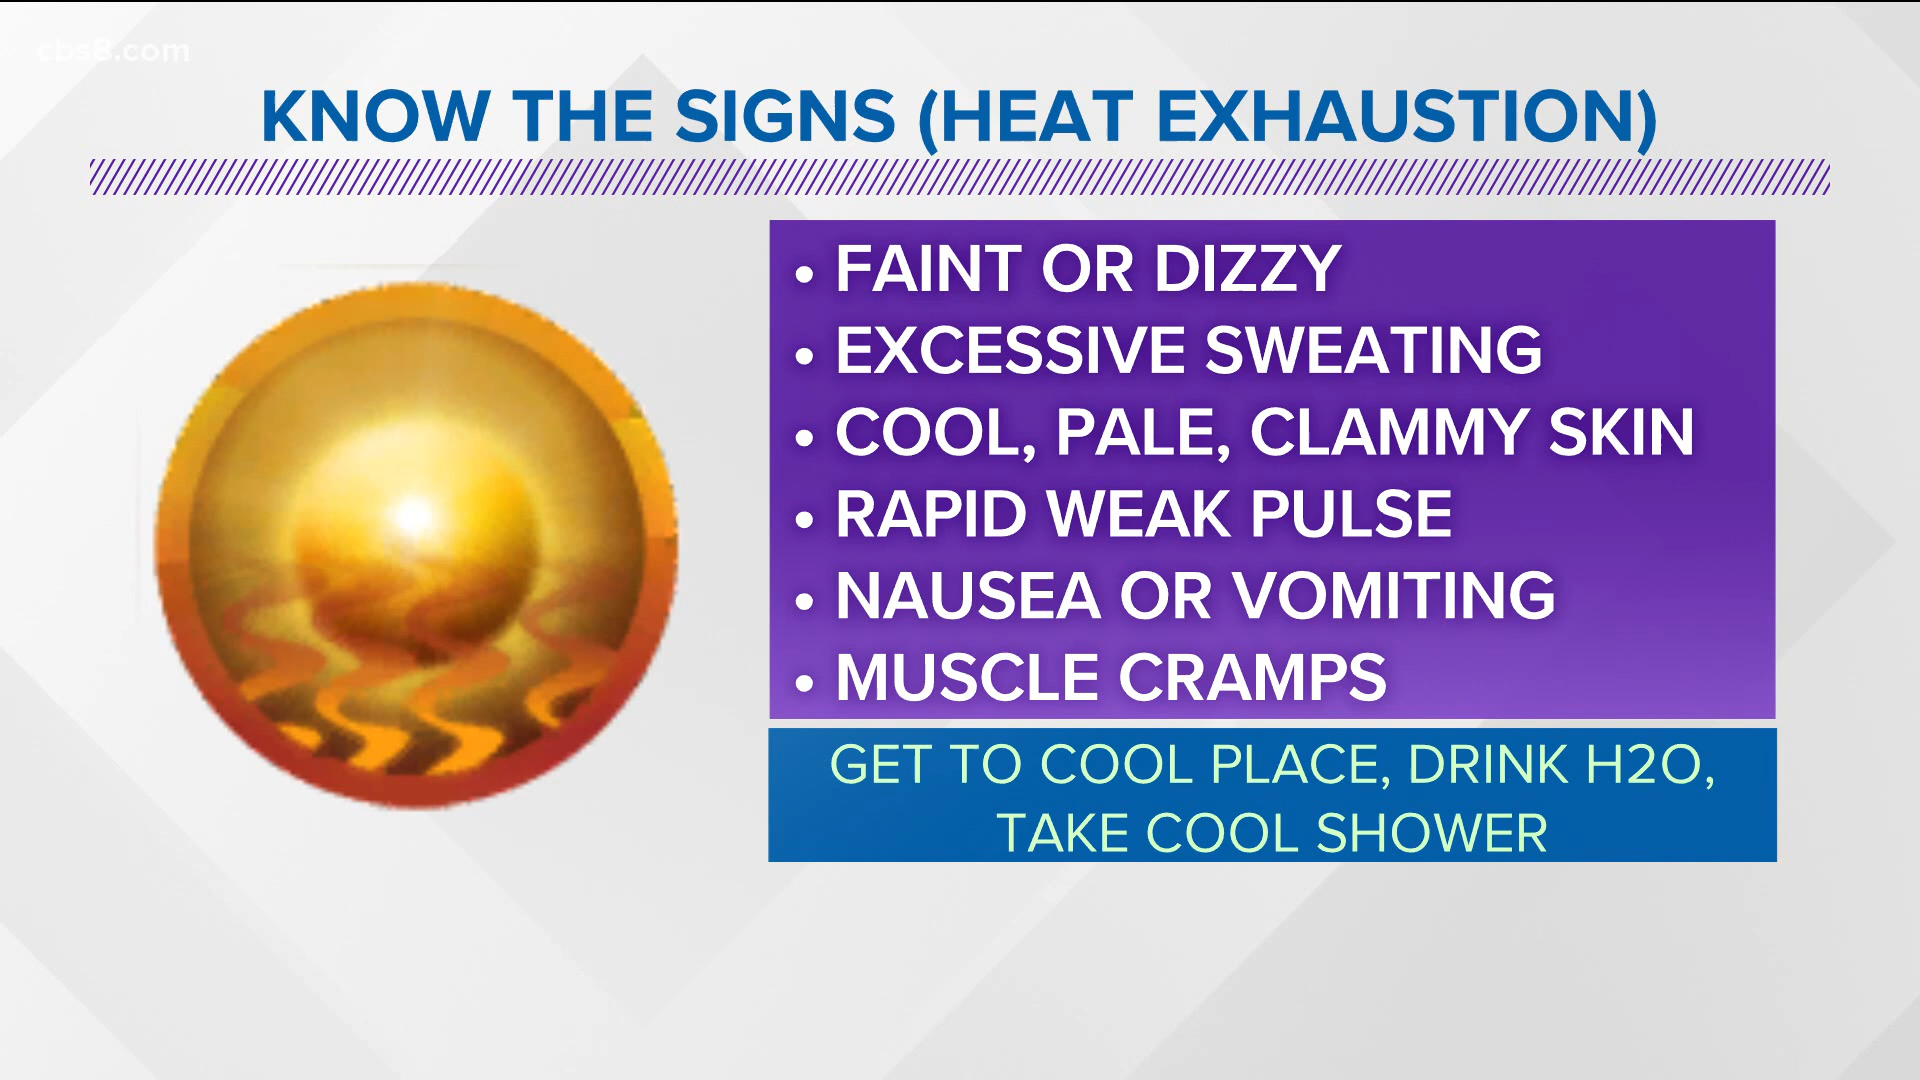 cbs8.com
KNOW THE SIGNS (HEAT EXHAUSTION)
• FAINT OR DIZZY
• EXCESSIVE SWEATING
• COOL, PALE, CLAMMY SKIN
• RAPID WEAK PULSE
• NAUSEA OR VOMITING
• MUSCLE CRAMPS
GET TO COOL PLACE, DRINK H2O,
TAKE COOL SHOWER